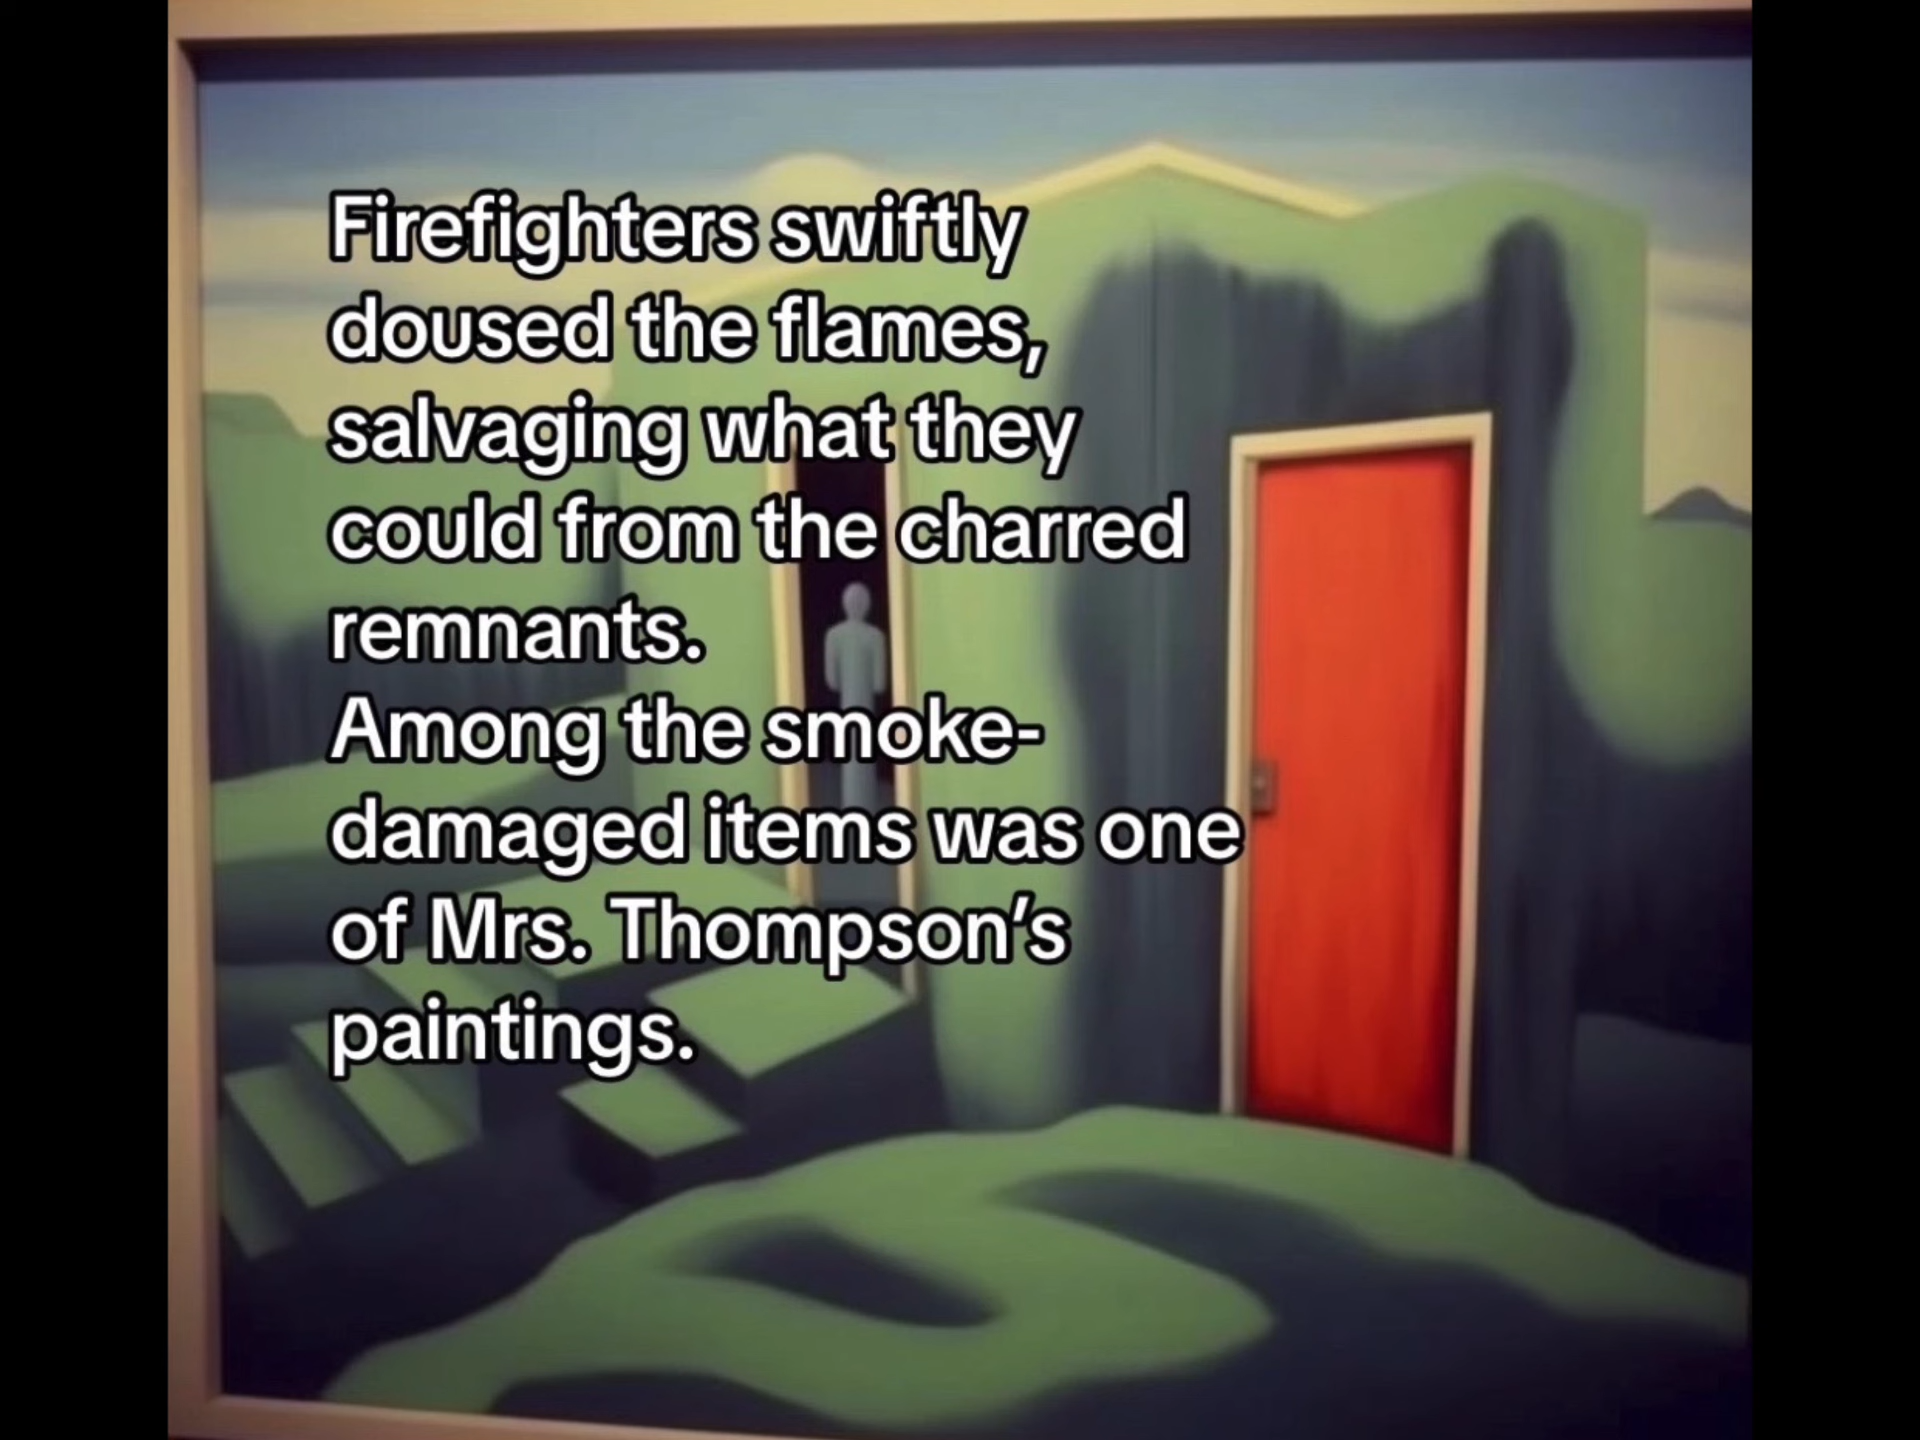 Firefighters swiftly
doused the flames,
salvaging what they
could from the charred
remnants.
Among the smoke-
damaged items was one
of Mrs. Thompson’s
paintings.